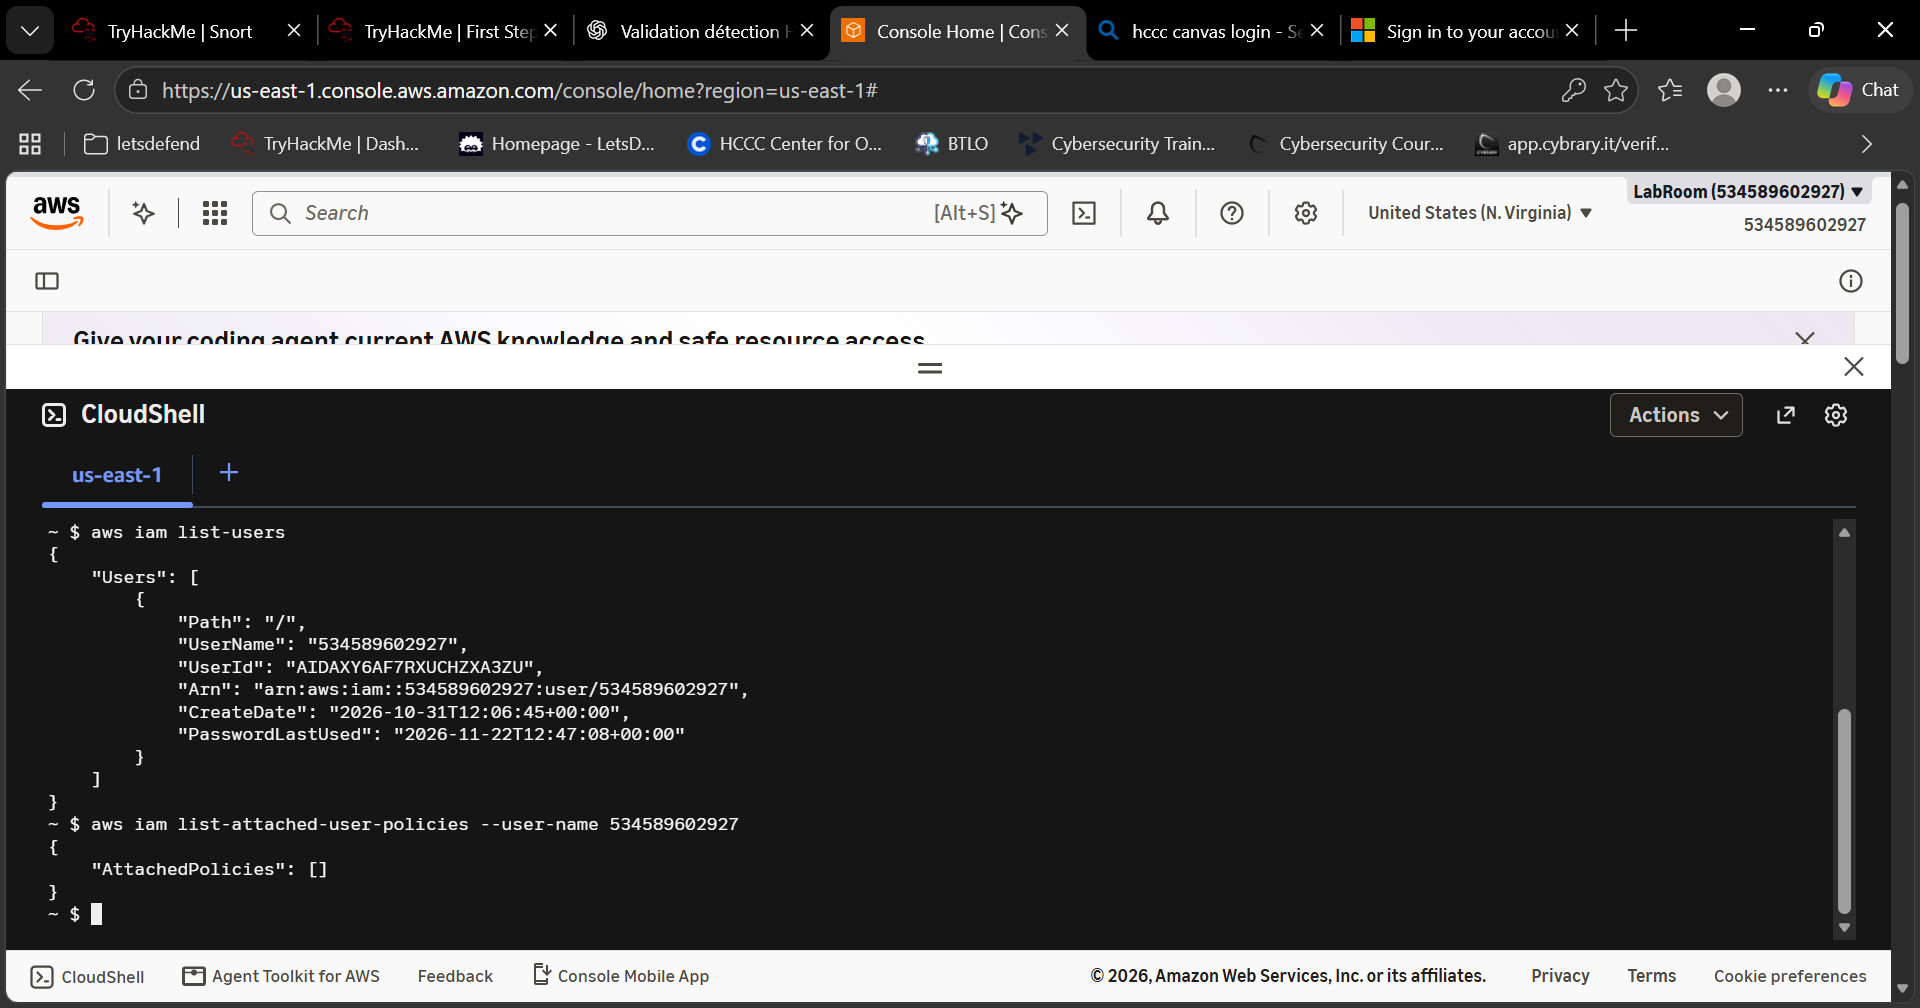 TryHackMe | Snort
TryHackMe | First Step
Validation détection
Console Home | Cons
hccc canvas login - Se
Sign in to your accou
https://us-east-1.console.aws.amazon.com/console/home?region=us-east-1#
Chat
letsdefend
TryHackMe | Dash...
Homepage - LetsD...
HCCC Center for O...
BTLO
Cybersecurity Train...
Cybersecurity Cour...
app.cybrary.it/verif...
aws
Search
[Alt+S]
United States (N. Virginia)
LabRoom (534589602927)
534589602927
Give your coding agent current AWS knowledge and safe resource access
CloudShell
Actions
us-east-1
~ $ aws iam list-users
{
"Users": [
{
"Path": "/",
"UserName": "534589602927",
"UserId": "AIDAXY6AF7RXUCHZXA3ZU",
"Arn": "arn:aws:iam::534589602927:user/534589602927",
"CreateDate": "2026-10-31T12:06:45+00:00",
"PasswordLastUsed": "2026-11-22T12:47:08+00:00"
}
]
}
~ $ aws iam list-attached-user-policies --user-name 534589602927
{
"AttachedPolicies": []
}
~ $
CloudShell
Agent Toolkit for AWS
Feedback
Console Mobile App
© 2026, Amazon Web Services, Inc. or its affiliates.
Privacy
Terms
Cookie preferences